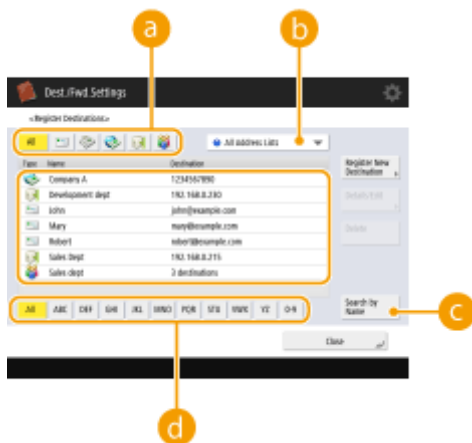 a
b
Dest./Fwd.Settings
<Register Destinations>
All
All Address Lists
Type Name Destination
Register New
Destination
Company A 1234567890
Development dept 192.168.0.230
Details/Edit
John john@example.com
Mary mary@example.com
Delete
Robert robert@example.com
Sales Dept 192.168.0.215
Sales dept 3 destinations
All ABC DEF GHI JKL MNO PQR STU VWX YZ 0-9
Search by
Name
c
Close
d